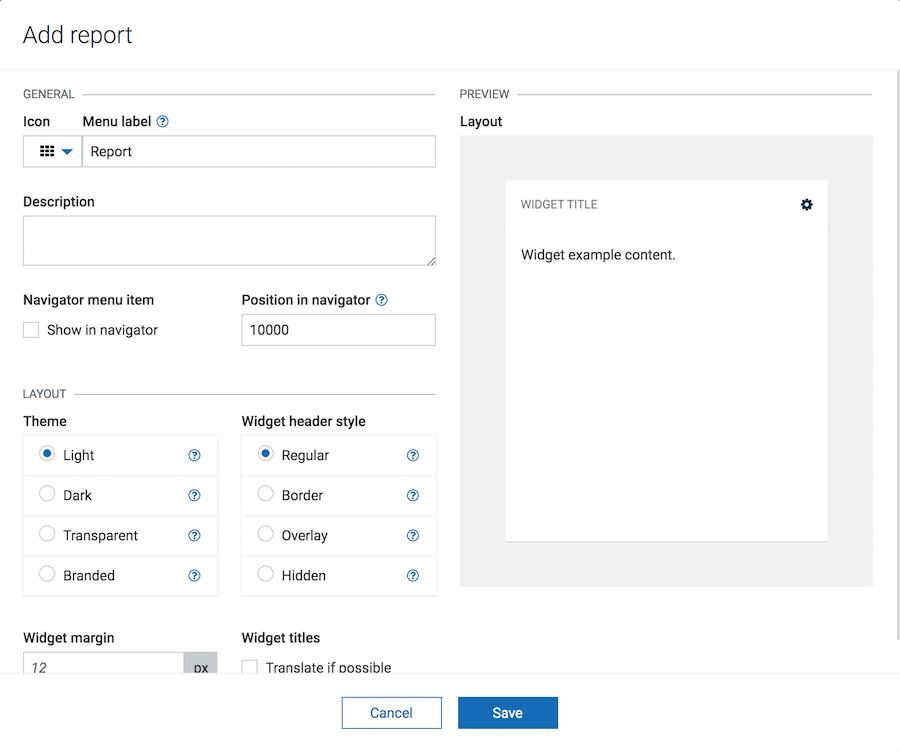 Add report
GENERAL
Icon Menu label ?
Report
Description
Navigator menu item Position in navigator ?
Show in navigator 10000
LAYOUT
Theme Widget header style
Light ? Regular ?
Dark ? Border ?
Transparent ? Overlay ?
Branded ? Hidden ?
Widget margin Widget titles
12 px Translate if possible
PREVIEW
Layout
WIDGET TITLE
Widget example content.
Cancel Save